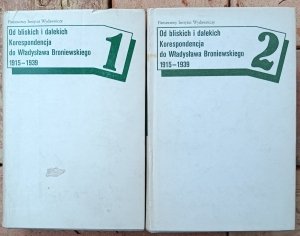 Państwowy Instytut Wydawniczy
Od bliskich i dalekich
Korespondencja
do Władysława Broniewskiego
1915–1939
1
Państwowy Instytut Wydawniczy
Od bliskich i dalekich
Korespondencja
do Władysława Broniewskiego
1915–1939
2